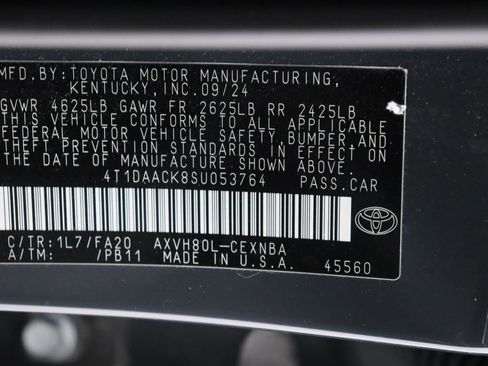 MFD.BY:TOYOTA MOTOR MANUFACTURING,
KENTUCKY, INC. 09/24
GVWR 4625LB GAWR FR 2625LB RR 2425LB
THIS VEHICLE CONFORMS TO ALL APPLICABLE
FEDERAL MOTOR VEHICLE SAFETY, BUMPER, AND
THEFT PREVENTION STANDARDS IN EFFECT ON
THE DATE OF MANUFACTURE SHOWN ABOVE.
4T1DAACK8SU053764 PASS.CAR
C/TR:1L7/FA20 AXVH80L-CEXNBA
A/TM: /PB11 MADE IN U.S.A. 45560